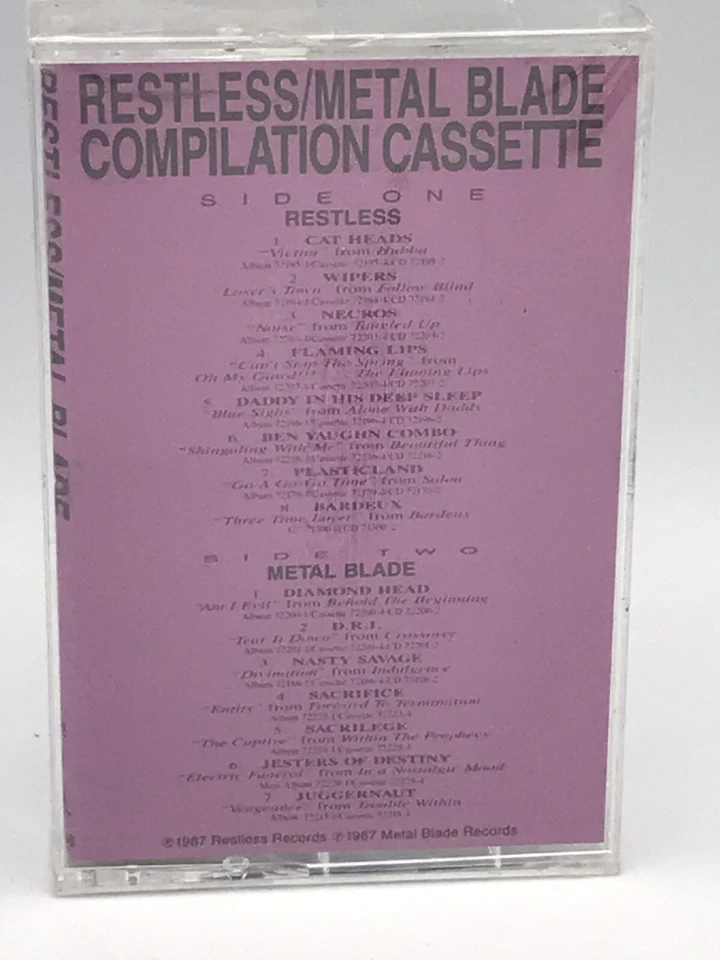 RESTLESS/METAL BLADE
RESTLESS/METAL BLADE
COMPILATION CASSETTE
SIDE ONE
RESTLESS
1 CAT HEADS
"Victim" from Hubba
2 WIPERS
"Loser's Town" from Follow Blind
3 NECROS
"Noise" from Tangled Up
4. FLAMING LIPS
"Can't Stop The Spring" from
Oh My Gawd!!! The Flaming Lips
5. DADDY IN HIS DEEP SLEEP
"Blue Sighs" from Alone With Daddy
6. BEN VAUGHN COMBO
"Shingaling With Me" from Beautiful Thing
7 PLASTICLAND
"Go A Go-Go Time" from Salon
8 BARDEUX
"Three Time Lover" from Bardeux
SIDE TWO
METAL BLADE
1 DIAMOND HEAD
"Am I Evil" from Behold The Beginning
2 D.R.I.
"Tear It Down" from Crossover
3 NASTY SAVAGE
"Divination" from Indulgence
4 SACRIFICE
"Entity" from Forward To Termination
5 SACRILEGE
"The Captive" from Within The Prophecy
6 JESTERS OF DESTINY
"Electric Funeral" from In a Nostalgic Mood
7 JUGGERNAUT
"Vengeance" from Trouble Within
℗1987 Restless Records ℗1987 Metal Blade Records